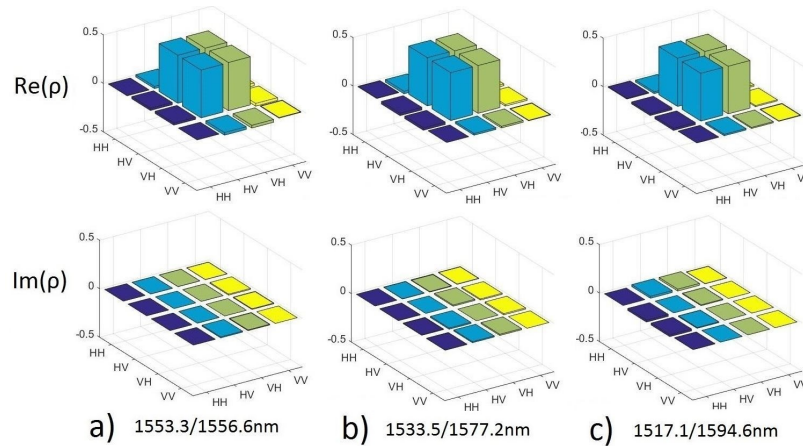 0.5 0.5 0.5
Re(ρ) 0 0 0
-0.5 -0.5 -0.5
HH HH HH
HV HV HV
VH VH VH
VV VV VV
HH HV VH VV HH HV VH VV HH HV VH VV
0.5 0.5 0.5
Im(ρ) 0 0 0
-0.5 -0.5 -0.5
HH HH HH
HV HV HV
VH VH VH
VV VV VV
HH HV VH VV HH HV VH VV HH HV VH VV
a) 1553.3/1556.6nm b) 1533.5/1577.2nm c) 1517.1/1594.6nm